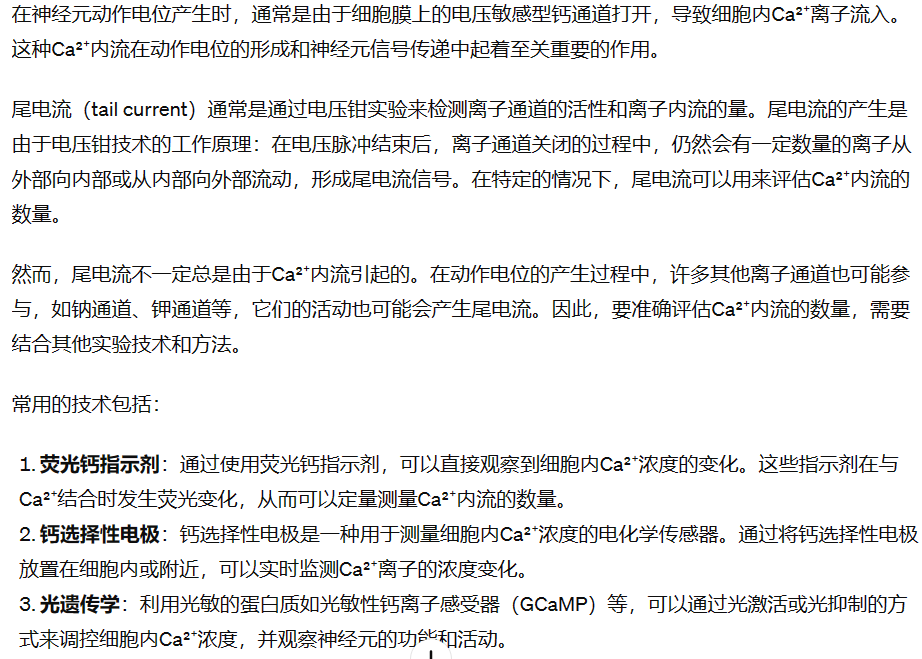 在神经元动作电位产生时，通常是由于细胞膜上的电压敏感型钙通道打开，导致细胞内Ca²⁺离子流入。
这种Ca²⁺内流在动作电位的形成和神经元信号传递中起着至关重要的作用。
尾电流（tail current）通常是通过电压钳实验来检测离子通道的活性和离子内流的量。尾电流的产生是
由于电压钳技术的工作原理：在电压脉冲结束后，离子通道关闭的过程中，仍然会有一定数量的离子从
外部向内部或从内部向外部流动，形成尾电流信号。在特定的情况下，尾电流可以用来评估Ca²⁺内流的
数量。
然而，尾电流不一定总是由于Ca²⁺内流引起的。在动作电位的产生过程中，许多其他离子通道也可能参
与，如钠通道、钾通道等，它们的活动也可能会产生尾电流。因此，要准确评估Ca²⁺内流的数量，需要
结合其他实验技术和方法。
常用的技术包括：
1. 荧光钙指示剂：通过使用荧光钙指示剂，可以直接观察到细胞内Ca²⁺浓度的变化。这些指示剂在与
Ca²⁺结合时发生荧光变化，从而可以定量测量Ca²⁺内流的数量。
2. 钙选择性电极：钙选择性电极是一种用于测量细胞内Ca²⁺浓度的电化学传感器。通过将钙选择性电极
放置在细胞内或附近，可以实时监测Ca²⁺离子的浓度变化。
3. 光遗传学：利用光敏的蛋白质如光敏性钙离子感受器（GCaMP）等，可以通过光激活或光抑制的方
式来调控细胞内Ca²⁺浓度，并观察神经元的功能和活动。